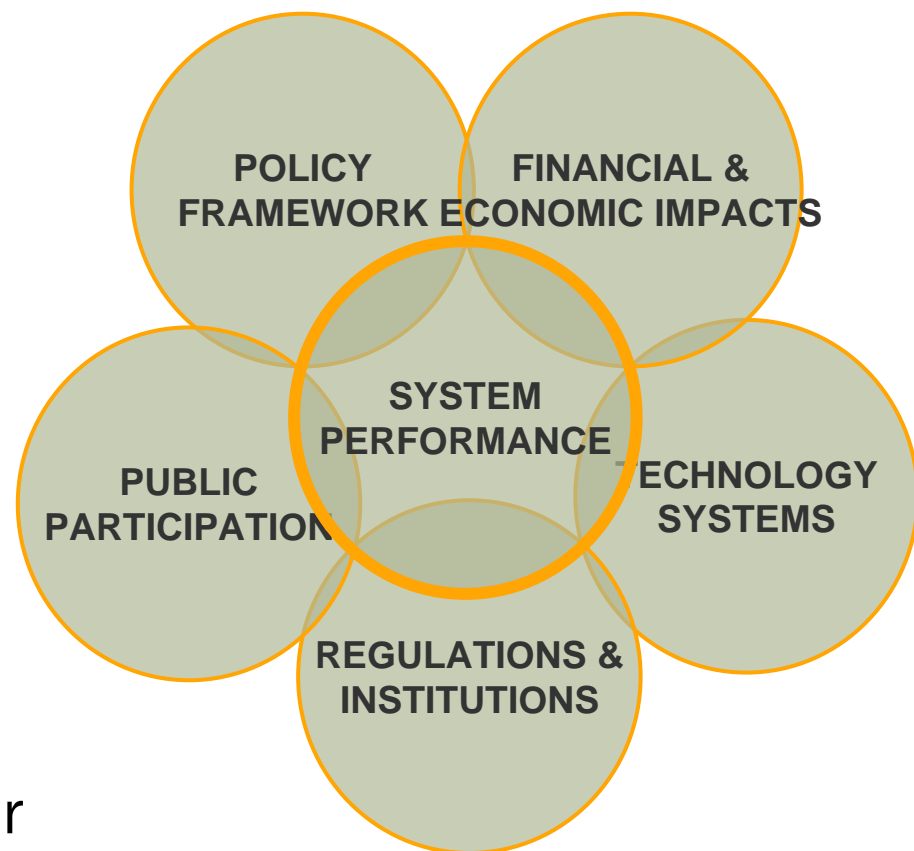 POLICY
FRAMEWORK
FINANCIAL &
ECONOMIC IMPACTS
SYSTEM
PERFORMANCE
TECHNOLOGY
SYSTEMS
PUBLIC
PARTICIPATION
REGULATIONS &
INSTITUTIONS
r